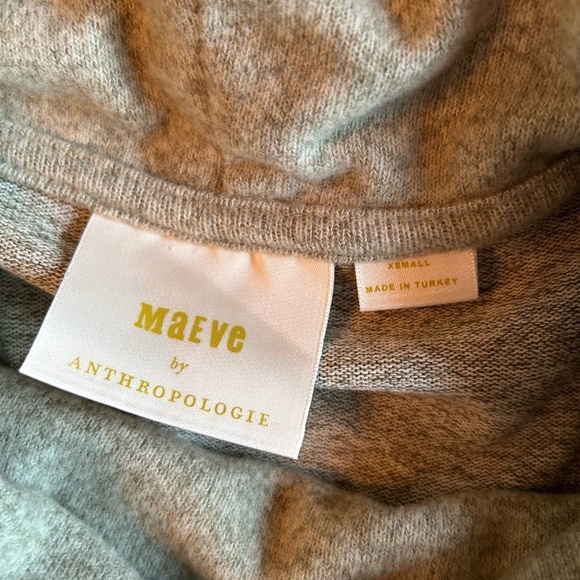 MaEve
by
ANTHROPOLOGIE
XSMALL
MADE IN TURKEY